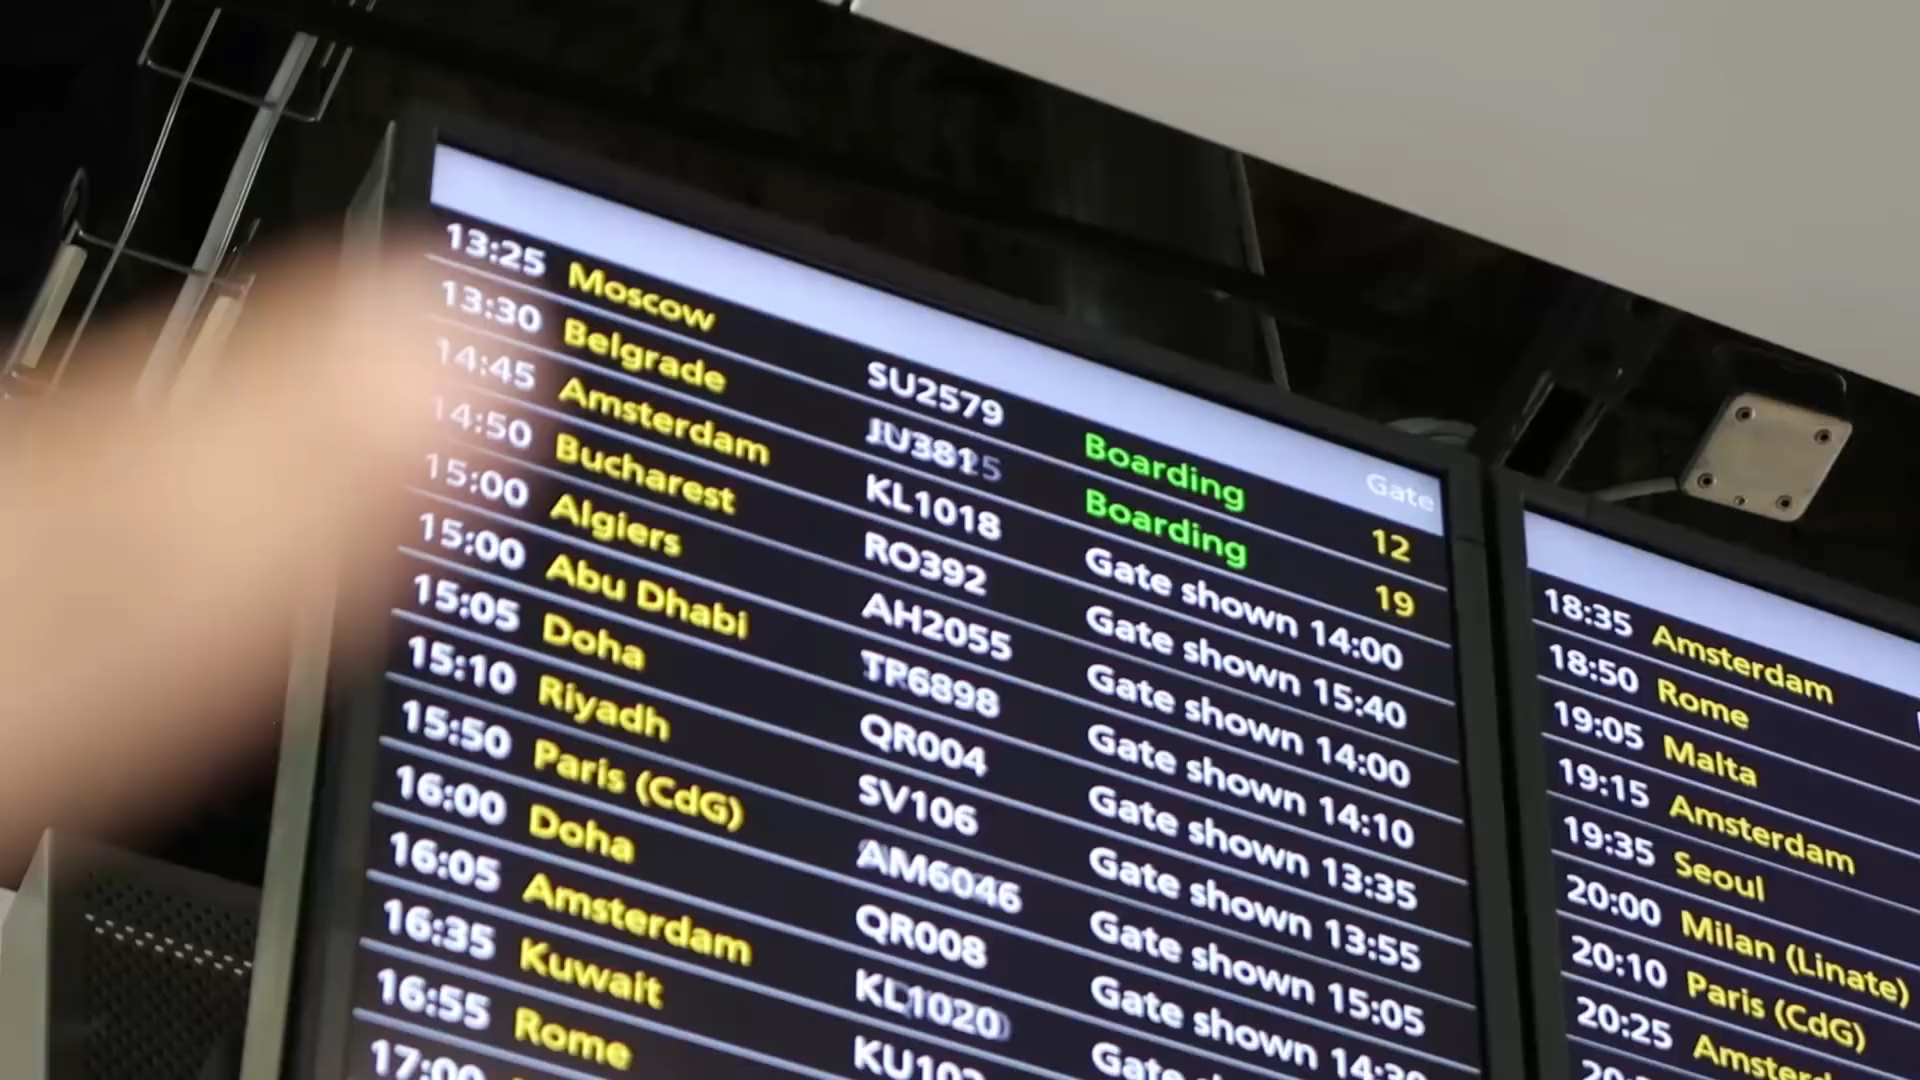 Gate
13:25 Moscow SU2579 Boarding 12
13:30 Belgrade Boarding 19
14:45 Amsterdam KL1018 Gate shown 14:00
14:50 Bucharest RO392 Gate shown 15:40
15:00 Algiers AH2055 Gate shown 14:00
15:00 Abu Dhabi Gate shown 14:10
15:05 Doha QR004 Gate shown 13:35
15:10 Riyadh SV106 Gate shown 13:55
15:50 Paris (CdG) AM6046 Gate shown 15:05
16:00 Doha QR008 Gate shown 14:30
16:05 Amsterdam KL1020 Gate
16:35 Kuwait
16:55 Rome
17:00
18:35 Amsterdam
18:50 Rome
19:05 Malta
19:15 Amsterdam
19:35 Seoul
20:00 Milan (Linate)
20:10 Paris (CdG)
20:25